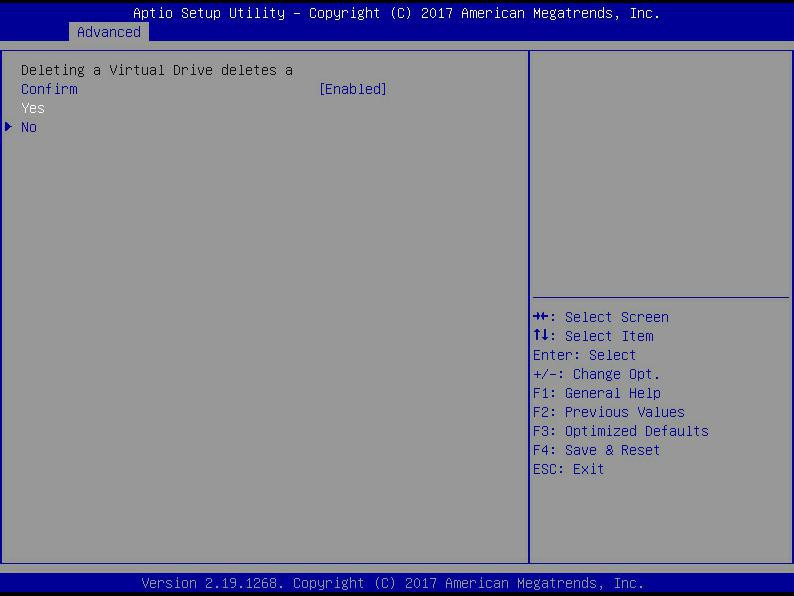 Aptio Setup Utility – Copyright (C) 2017 American Megatrends, Inc.
Advanced
Deleting a Virtual Drive deletes a
Confirm [Enabled]
Yes
No
→←: Select Screen
↑↓: Select Item
Enter: Select
+/-: Change Opt.
F1: General Help
F2: Previous Values
F3: Optimized Defaults
F4: Save & Reset
ESC: Exit
Version 2.19.1268. Copyright (C) 2017 American Megatrends, Inc.